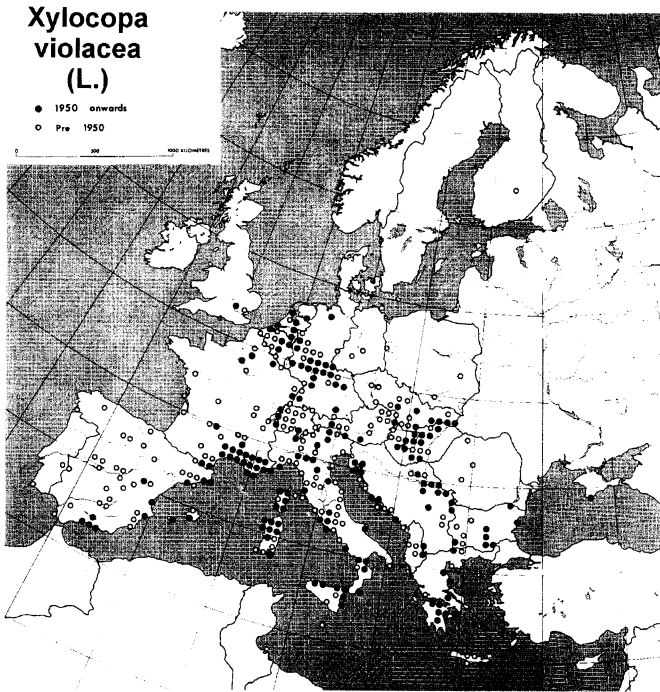 Xylocopa
violacea
(L.)
● 1950 onwards
○ Pre 1950
0 500 1000 KILOMETRES